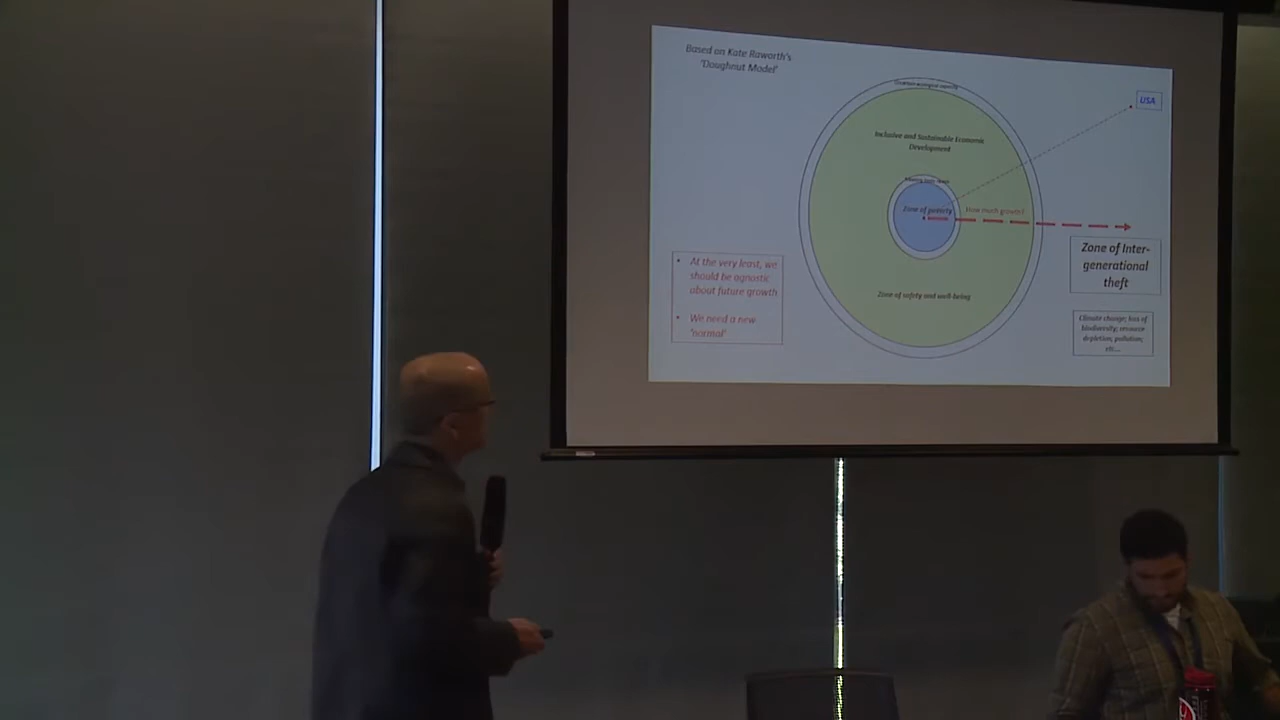 Based on Kate Raworth's
'Doughnut Model'
USA
Inclusive and Sustainable Economic
Development
Zone of poverty
How much growth?
Zone of Inter-
generational
theft
• At the very least, we
should be agnostic
about future growth
• We need a new
'normal'
Zone of safety and well-being
Climate change; loss of
biodiversity; resource
depletion; pollution;
etc...